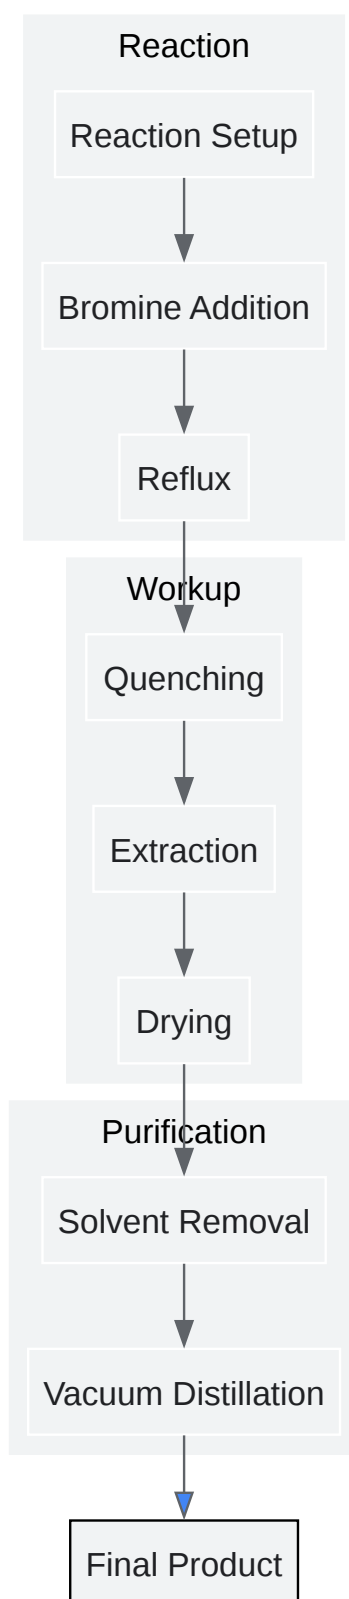 Reaction
Reaction Setup
Bromine Addition
Reflux
Workup
Quenching
Extraction
Drying
Purification
Solvent Removal
Vacuum Distillation
Final Product